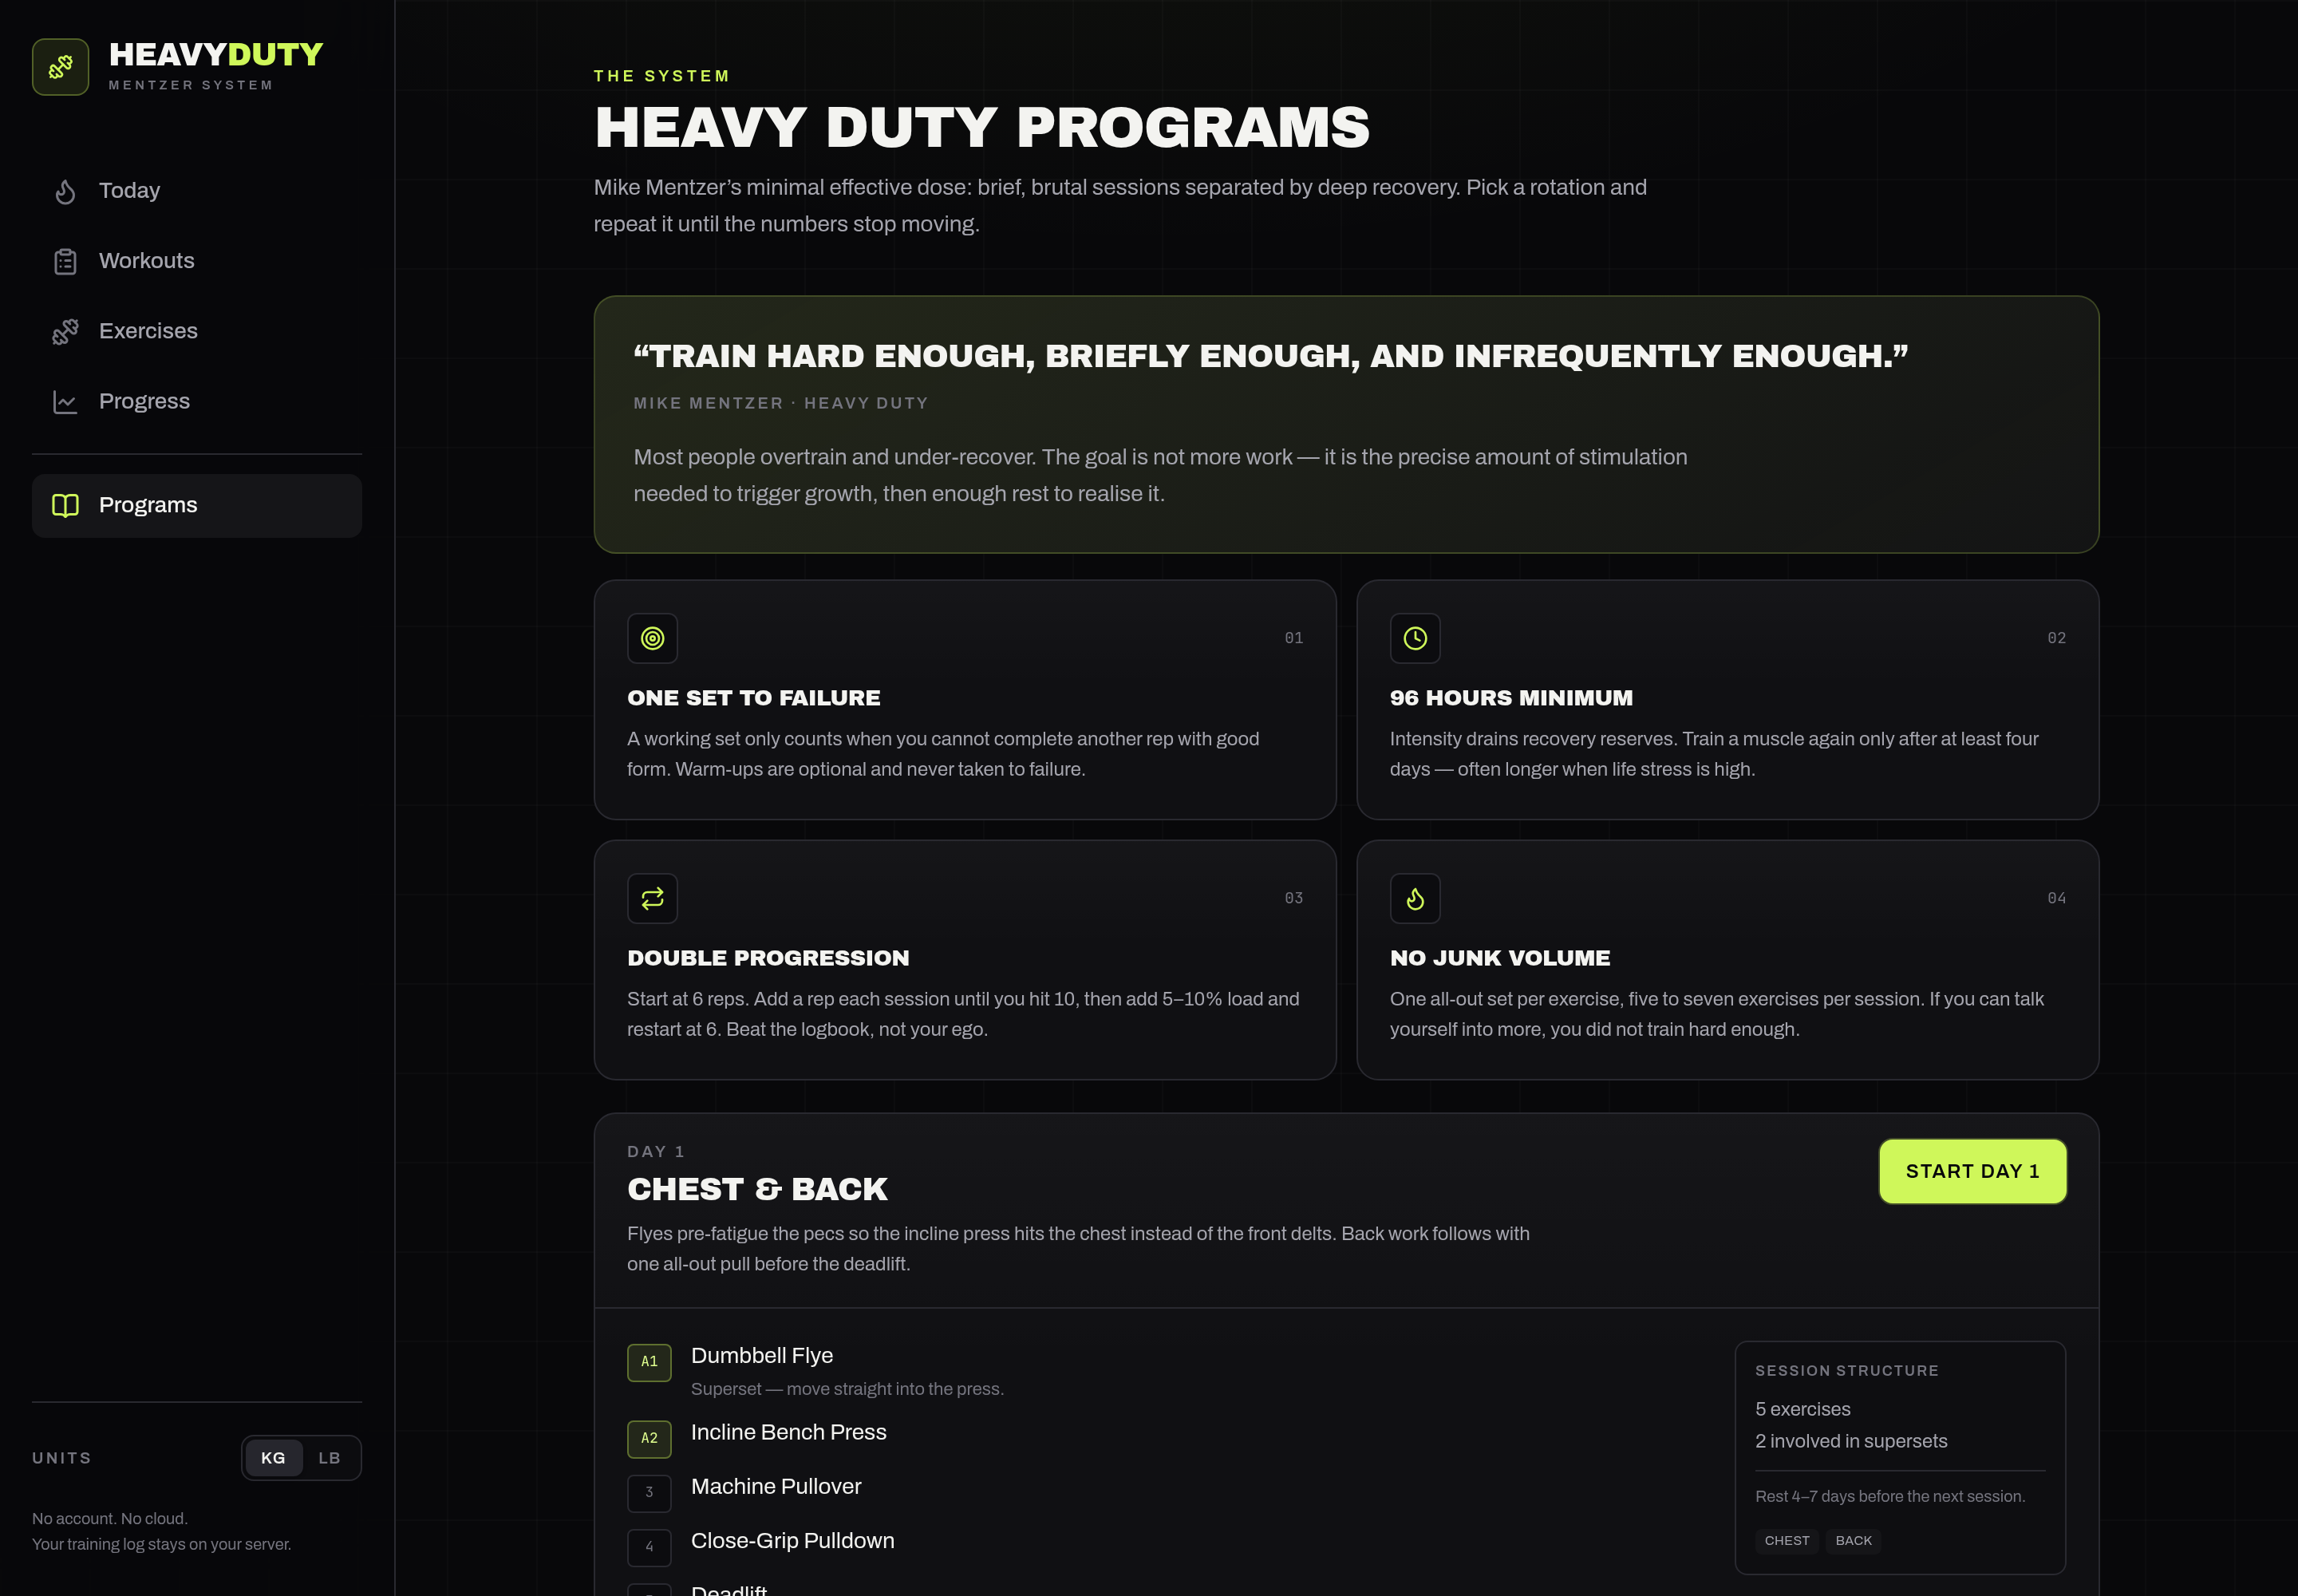 HEAVYDUTY
MENTZER SYSTEM
Today
Workouts
Exercises
Progress
Programs
UNITS
KG
LB
No account. No cloud.
Your training log stays on your server.
THE SYSTEM
HEAVY DUTY PROGRAMS
Mike Mentzer’s minimal effective dose: brief, brutal sessions separated by deep recovery. Pick a rotation and
repeat it until the numbers stop moving.
“TRAIN HARD ENOUGH, BRIEFLY ENOUGH, AND INFREQUENTLY ENOUGH.”
MIKE MENTZER · HEAVY DUTY
Most people overtrain and under-recover. The goal is not more work — it is the precise amount of stimulation
needed to trigger growth, then enough rest to realise it.
01
ONE SET TO FAILURE
A working set only counts when you cannot complete another rep with good
form. Warm-ups are optional and never taken to failure.
02
96 HOURS MINIMUM
Intensity drains recovery reserves. Train a muscle again only after at least four
days — often longer when life stress is high.
03
DOUBLE PROGRESSION
Start at 6 reps. Add a rep each session until you hit 10, then add 5–10% load and
restart at 6. Beat the logbook, not your ego.
04
NO JUNK VOLUME
One all-out set per exercise, five to seven exercises per session. If you can talk
yourself into more, you did not train hard enough.
DAY 1
CHEST & BACK
Flyes pre-fatigue the pecs so the incline press hits the chest instead of the front delts. Back work follows with
one all-out pull before the deadlift.
START DAY 1
A1
Dumbbell Flye
Superset — move straight into the press.
A2
Incline Bench Press
3
Machine Pullover
4
Close-Grip Pulldown
Deadlift
SESSION STRUCTURE
5 exercises
2 involved in supersets
Rest 4–7 days before the next session.
CHEST
BACK